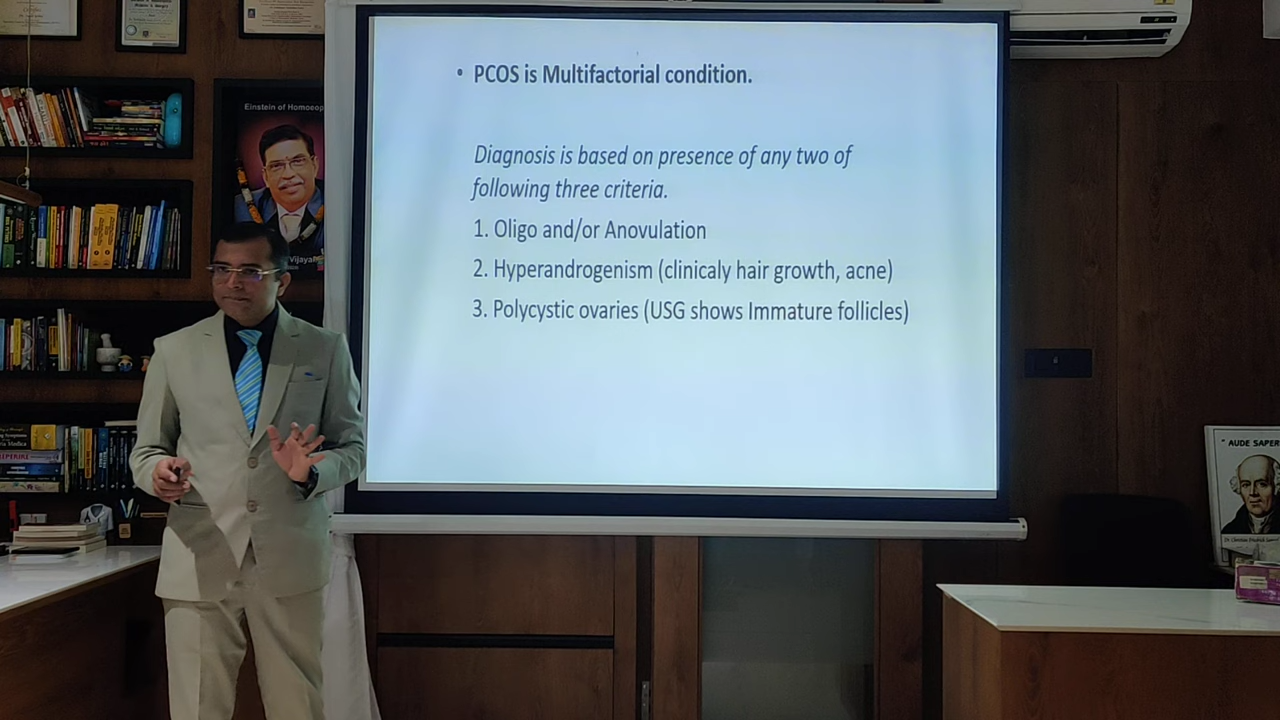 • PCOS is Multifactorial condition.
Diagnosis is based on presence of any two of
following three criteria.
1. Oligo and/or Anovulation
2. Hyperandrogenism (clinicaly hair growth, acne)
3. Polycystic ovaries (USG shows Immature follicles)
Einstein of Homoeop
Vijay
" AUDE SAPER